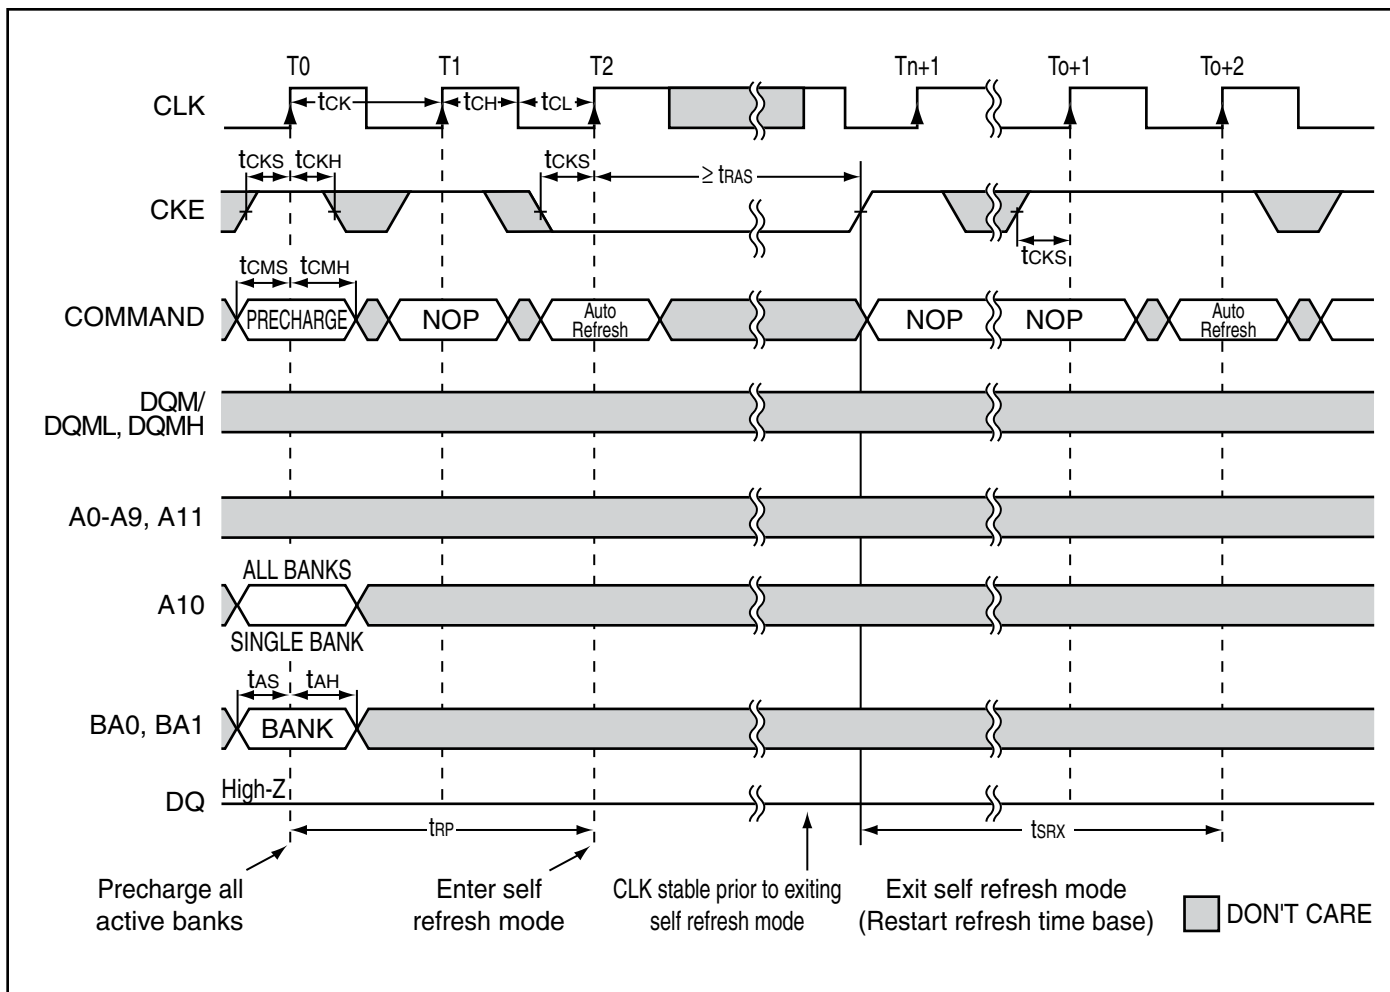 T0 T1 T2 Tn+1 To+1 To+2
CLK tCK tCH tCL
tCKS tCKH tCKS ≥ tRAS
CKE
tCKS
tCMS tCMH
COMMAND PRECHARGE NOP Auto Refresh NOP NOP Auto Refresh
DQM/
DQML, DQMH
A0-A9, A11
ALL BANKS
A10
SINGLE BANK
tAS tAH
BA0, BA1 BANK
High-Z
DQ
tRP tSRX
Precharge all
active banks
Enter self
refresh mode
CLK stable prior to exiting
self refresh mode
Exit self refresh mode
(Restart refresh time base)
DON'T CARE